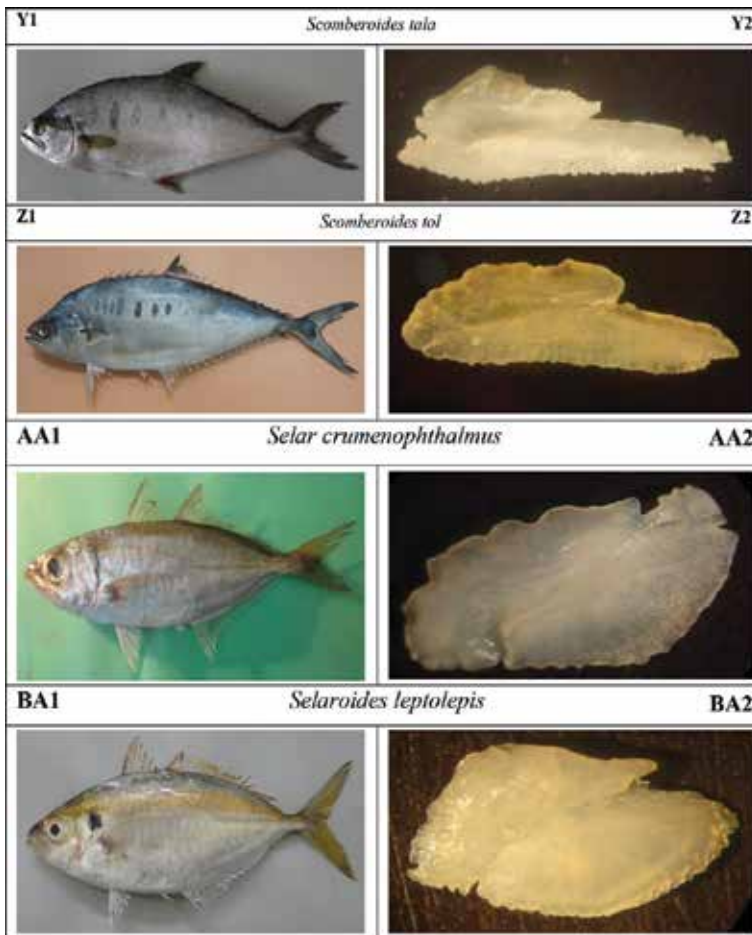 Y1 Scomberoides tala Y2
Z1 Scomberoides tol Z2
AA1 Selar crumenophthalmus AA2
BA1 Selaroides leptolepis BA2